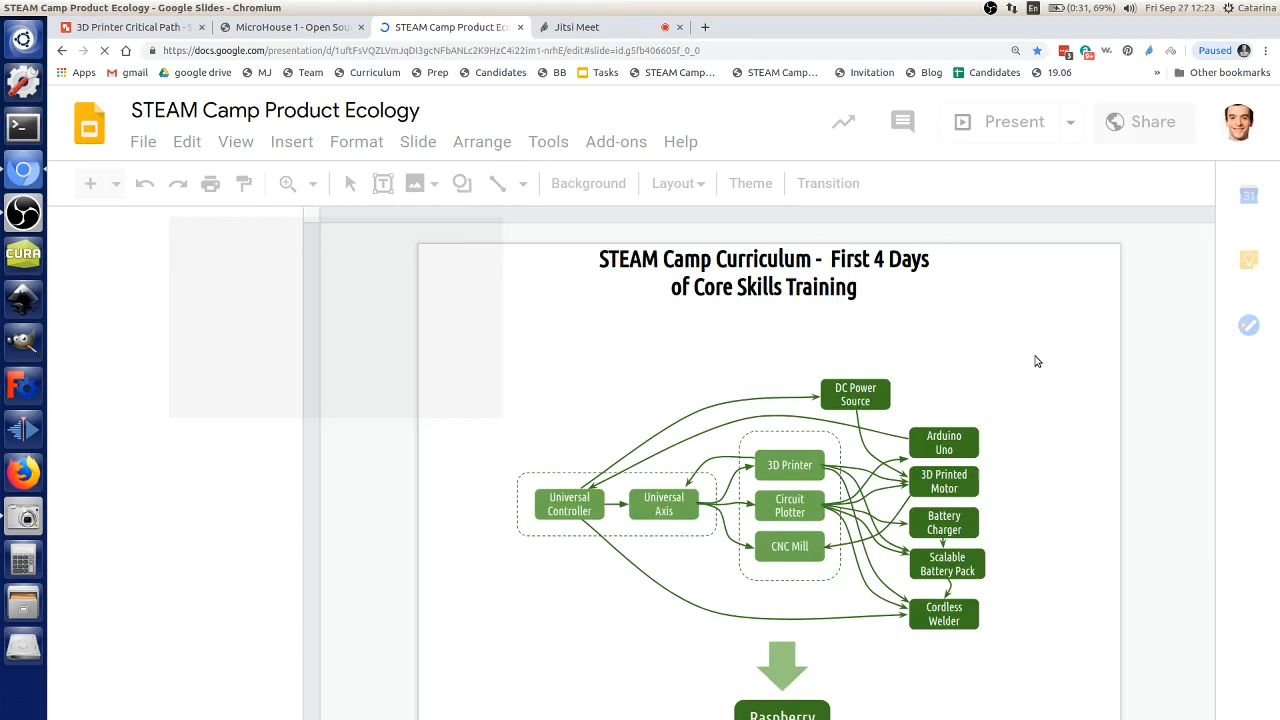 STEAM Camp Product Ecology - Google Slides - Chromium
En
(0:31, 69%)
Fri Sep 27 12:23
Catarina
3D Printer Critical Path - S
MicroHouse 1 - Open Sour
STEAM Camp Product Eco
Jitsi Meet
https://docs.google.com/presentation/d/1uftFsVQZLVmJqDI3gcNFbANLc2K9HzC4i22im1-nrhE/edit#slide=id.g5fb406605f_0_0
3
9+
W.
Paused
Apps
gmail
google drive
MJ
Team
Curriculum
Prep
Candidates
BB
Tasks
STEAM Camp...
STEAM Camp...
Invitation
Blog
Candidates
19.06
»
Other bookmarks
STEAM Camp Product Ecology
File
Edit
View
Insert
Format
Slide
Arrange
Tools
Add-ons
Help
Present
Share
Background
Layout
Theme
Transition
31
CURA
STEAM Camp Curriculum - First 4 Days
of Core Skills Training
DC Power
Source
Arduino
Uno
3D Printer
3D Printed
Motor
Universal
Controller
Universal
Axis
Circuit
Plotter
Battery
Charger
CNC Mill
Scalable
Battery Pack
Cordless
Welder
Raspberry